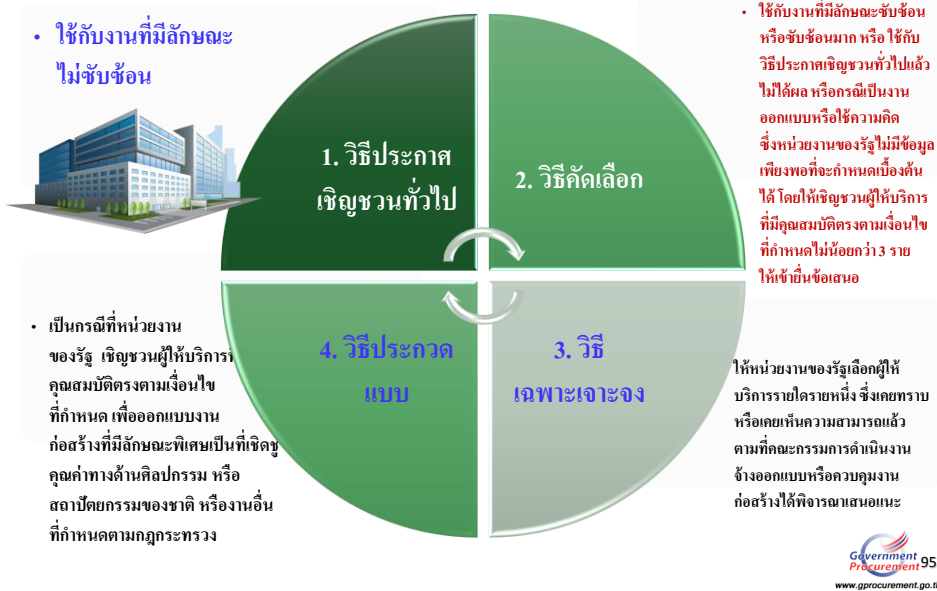 • ใช้กับงานที่มีลักษณะ
ไม่ซับซ้อน
1. วิธีประกาศ
เชิญชวนทั่วไป
2. วิธีคัดเลือก
• ใช้กับงานที่มีลักษณะซับซ้อน
หรือซับซ้อนมาก หรือ ใช้กับ
วิธีประกาศเชิญชวนทั่วไปแล้ว
ไม่ได้ผล หรือกรณีเป็นงาน
ออกแบบหรือใช้ความคิด
ซึ่งหน่วยงานของรัฐไม่มีข้อมูล
เพียงพอที่จะกำหนดเบื้องต้น
ได้ โดยให้เชิญชวนผู้ให้บริการ
ที่มีคุณสมบัติตรงตามเงื่อนไข
ที่กำหนดไม่น้อยกว่า 3 ราย
ให้เข้ายื่นข้อเสนอ
• เป็นกรณีที่หน่วยงาน
ของรัฐ เชิญชวนผู้ให้บริการ
คุณสมบัติตรงตามเงื่อนไข
ที่กำหนด เพื่อออกแบบงาน
ก่อสร้างที่มีลักษณะพิเศษเป็นที่เชิดชู
คุณค่าทางด้านศิลปกรรม หรือ
สถาปัตยกรรมของชาติ หรืองานอื่น
ที่กำหนดตามกฎกระทรวง
4. วิธีประกวด
แบบ
3. วิธี
เฉพาะเจาะจง
ให้หน่วยงานของรัฐเลือกผู้ให้
บริการรายใดรายหนึ่ง ซึ่งเคยทราบ
หรือเคยเห็นความสามารถแล้ว
ตามที่คณะกรรมการดำเนินงาน
จ้างออกแบบหรือควบคุมงาน
ก่อสร้างได้พิจารณาเสนอแนะ
Government
Procurement 95
www.gprocurement.go.t